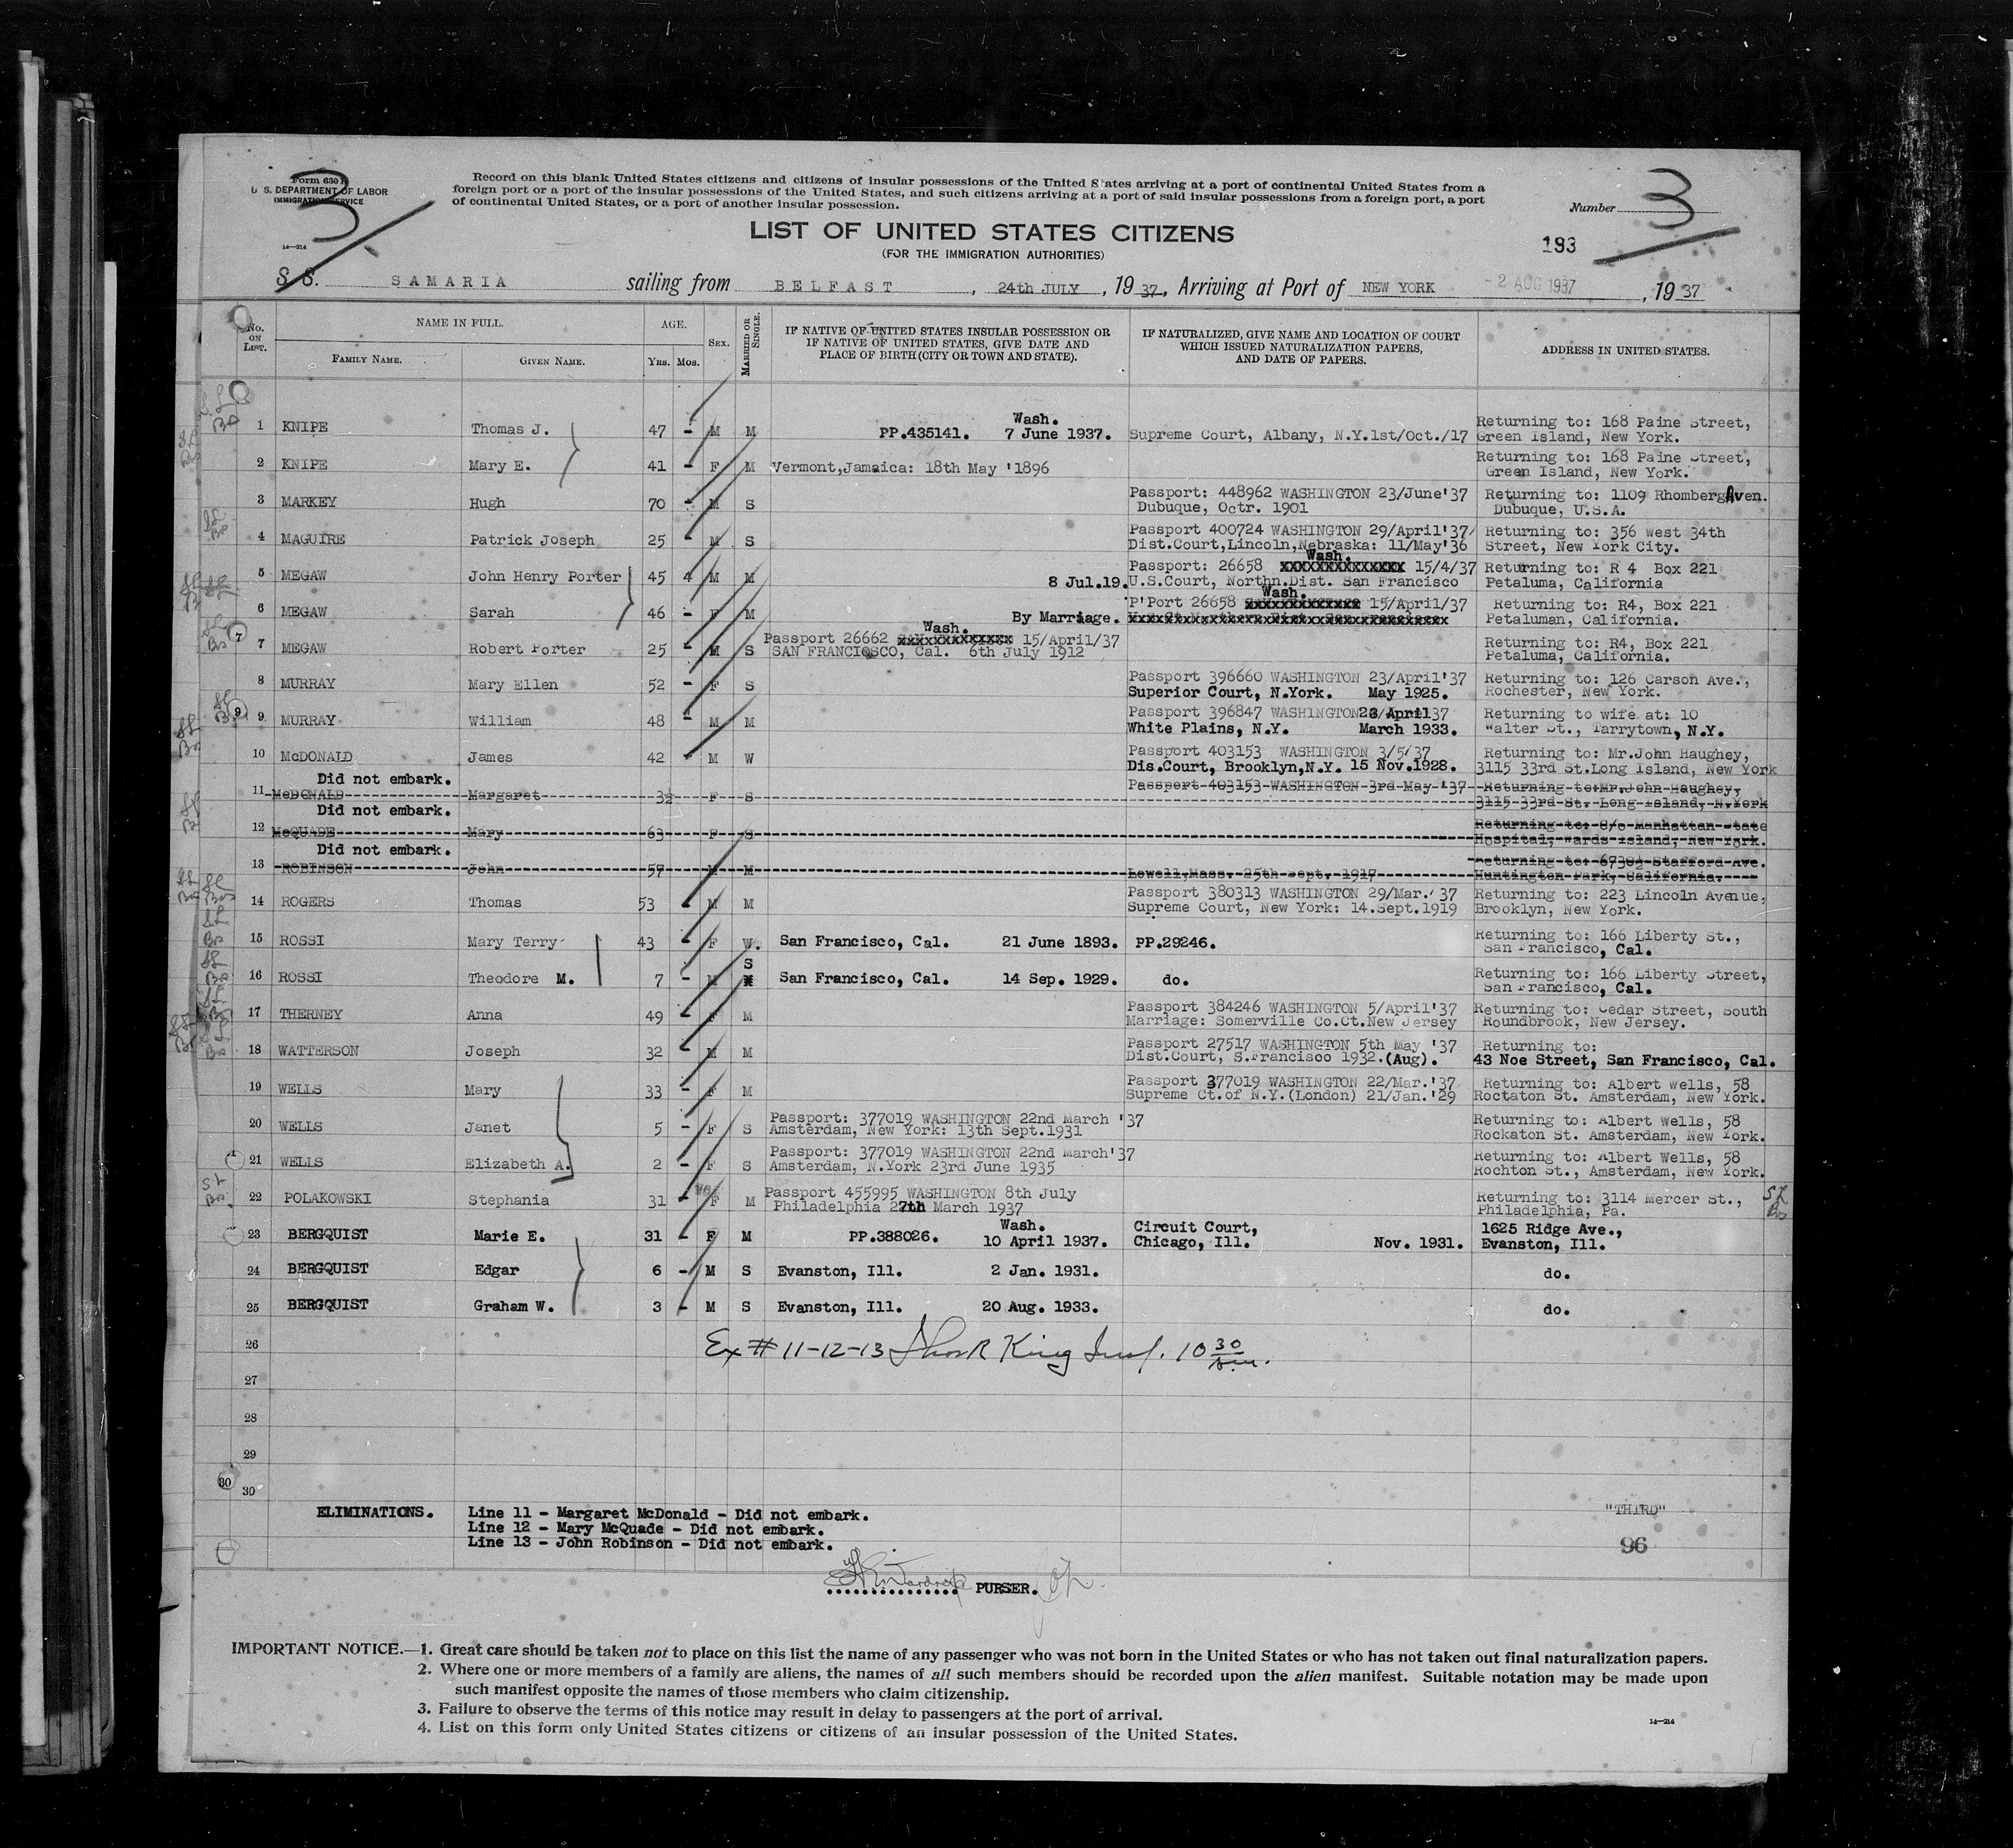 Form 630 B
U. S. DEPARTMENT OF LABOR
IMMIGRATION SERVICE
14—214
3
Record on this blank United States citizens and citizens of insular possessions of the United States arriving at a port of continental United States from a
foreign port or a port of the insular possessions of the United States, and such citizens arriving at a port of said insular possessions from a foreign port, a port
of continental United States, or a port of another insular possession.
Number 3
193
LIST OF UNITED STATES CITIZENS
(FOR THE IMMIGRATION AUTHORITIES)
S. S. SAMARIA sailing from BELFAST, 24th JULY, 1937, Arriving at Port of NEW YORK - 2 AUG 1937, 1937
No. ON LIST. NAME IN FULL. AGE. SEX. MARRIED OR SINGLE. IF NATIVE OF UNITED STATES INSULAR POSSESSION OR IF NATIVE OF UNITED STATES, GIVE DATE AND PLACE OF BIRTH (CITY OR TOWN AND STATE). IF NATURALIZED, GIVE NAME AND LOCATION OF COURT WHICH ISSUED NATURALIZATION PAPERS, AND DATE OF PAPERS. ADDRESS IN UNITED STATES.
FAMILY NAME. GIVEN NAME. YRS. MOS.
1 KNIPE Thomas J. 47 - M M PP.435141. Wash. 7 June 1937. Supreme Court, Albany, N.Y.1st/Oct./17 Returning to: 168 Paine Street, Green Island, New York.
2 KNIPE Mary E. 41 - F M Vermont,Jamaica: 18th May '1896 Returning to: 168 Paine Street, Green Island, New York.
3 MARKEY Hugh 70 - M S Passport: 448962 WASHINGTON 23/June'37 Dubuque, Octr. 1901 Returning to: 1109 Rhomberg Aven. Dubuque, U.S.A.
4 MAGUIRE Patrick Joseph 25 - M S Passport 400724 WASHINGTON 29/April'37 Dist.Court,Lincoln,Nebraska: 11/May'36 Returning to: 356 west 34th Street, New York City.
5 MEGAW John Henry Porter 45 4 M M 8 Jul.19. Passport: 26658 Wash. xxxxxxxxxxxxxx 15/4/37 U.S.Court, Northn.Dist. San Francisco Returning to: R 4 Box 221 Petaluma, California
6 MEGAW Sarah 46 - F M By Marriage. P'Port 26658 Wash. xxxxxxxxxxxxx 15/April/37 Returning to: R4, Box 221 Petaluman, California.
7 7 MEGAW Robert Porter 25 - M S Passport 26662 Wash. xxxxxxxxxxxxx 15/April/37 SAN FRANCIOSCO, Cal. 6th July 1912 Returning to: R4, Box 221 Petaluma, California.
8 MURRAY Mary Ellen 52 - F S Passport 396660 WASHINGTON 23/April'37 Superior Court, N.York. May 1925. Returning to: 126 Carson Ave., Rochester, New York.
9 9 MURRAY William 48 - M M Passport 396847 WASHINGTON 23/April37 White Plains, N.Y. March 1933. Returning to wife at: 10 Walter St., Tarrytown, N.Y.
10 McDONALD James 42 - M W Passport 403153 WASHINGTON 3/5/37 Dis.Court, Brooklyn,N.Y. 15 Nov.1928. Returning to: Mr.John Haughey, 3115 33rd St.Long Island, New York
Did not embark.
11 McDONALD Margaret 3½ F S Passport 403153 WASHINGTON 3rd May '37 Returning to:Mr.John Haughey, 3115 33rd St. Long Island, N.York
Did not embark.
12 McQUADE Mary 63 F S Returning to: C/o Manhattan State Hospital, Wards Island, New York.
Did not embark.
13 ROBINSON John 57 M M Lowell,Mass. 25th Sept. 1917 Returning to: 6730¼ Stafford Ave. Huntington Park, California.
14 ROGERS Thomas 53 - M M Passport 380313 WASHINGTON 29/Mar.'37 Supreme Court, New York: 14.Sept.1919 Returning to: 223 Lincoln Avenue, Brooklyn, New York.
15 ROSSI Mary Terry 43 - F W. San Francisco, Cal. 21 June 1893. PP.29246. Returning to: 166 Liberty St., San Francisco, Cal.
16 ROSSI Theodore M. 7 - M S San Francisco, Cal. 14 Sep. 1929. do. Returning to: 166 Liberty Street, San Francisco, Cal.
17 THERNEY Anna 49 - F M Passport 384246 WASHINGTON 5/April'37 Marriage: Somerville Co.Ct.New Jersey Returning to: Cedar Street, South Roundbrook, New Jersey.
18 WATTERSON Joseph 32 - M M Passport 27517 WASHINGTON 5th May '37 Dist.Court, S.Francisco 1932.(Aug). Returning to: 43 Noe Street, San Francisco, Cal.
19 WELLS Mary 33 - F M Passport 377019 WASHINGTON 22/Mar.'37 Supreme Ct.of N.Y.(London) 21/Jan.'29 Returning to: Albert Wells, 58 Roctaton St. Amsterdam, New York.
20 WELLS Janet 5 - F S Passport: 377019 WASHINGTON 22nd March '37 Amsterdam, New York: 13th Sept.1931 Returning to: Albert Wells, 58 Rockaton St. Amsterdam, New York.
21 WELLS Elizabeth A. 2 - F S Passport: 377019 WASHINGTON 22nd March'37 Amsterdam, N.York 23rd June 1935 Returning to: Albert Wells, 58 Rochton St., Amsterdam, New York.
22 POLAKOWSKI Stephania 31 - F M Passport 455995 WASHINGTON 8th July Philadelphia 27th March 1937 Returning to: 3114 Mercer St., Philadelphia, Pa.
23 BERGQUIST Marie E. 31 - F M PP.388026. Wash. 10 April 1937. Circuit Court, Chicago, Ill. Nov. 1931. 1625 Ridge Ave., Evanston, Ill.
24 BERGQUIST Edgar 6 - M S Evanston, Ill. 2 Jan. 1931. do.
25 BERGQUIST Graham W. 3 - M S Evanston, Ill. 20 Aug. 1933. do.
26 Ex # 11-12-13 King Insp. 10 30
27
28
29
30 30
ELIMINATIONS. Line 11 - Margaret McDonald - Did not embark.
Line 12 - Mary McQuade - Did not embark.
Line 13 - John Robinson - Did not embark.
"THIRD"
96
PURSER.
IMPORTANT NOTICE.—1. Great care should be taken not to place on this list the name of any passenger who was not born in the United States or who has not taken out final naturalization papers.
2. Where one or more members of a family are aliens, the names of all such members should be recorded upon the alien manifest. Suitable notation may be made upon
such manifest opposite the names of those members who claim citizenship.
3. Failure to observe the terms of this notice may result in delay to passengers at the port of arrival.
4. List on this form only United States citizens or citizens of an insular possession of the United States.
14—214